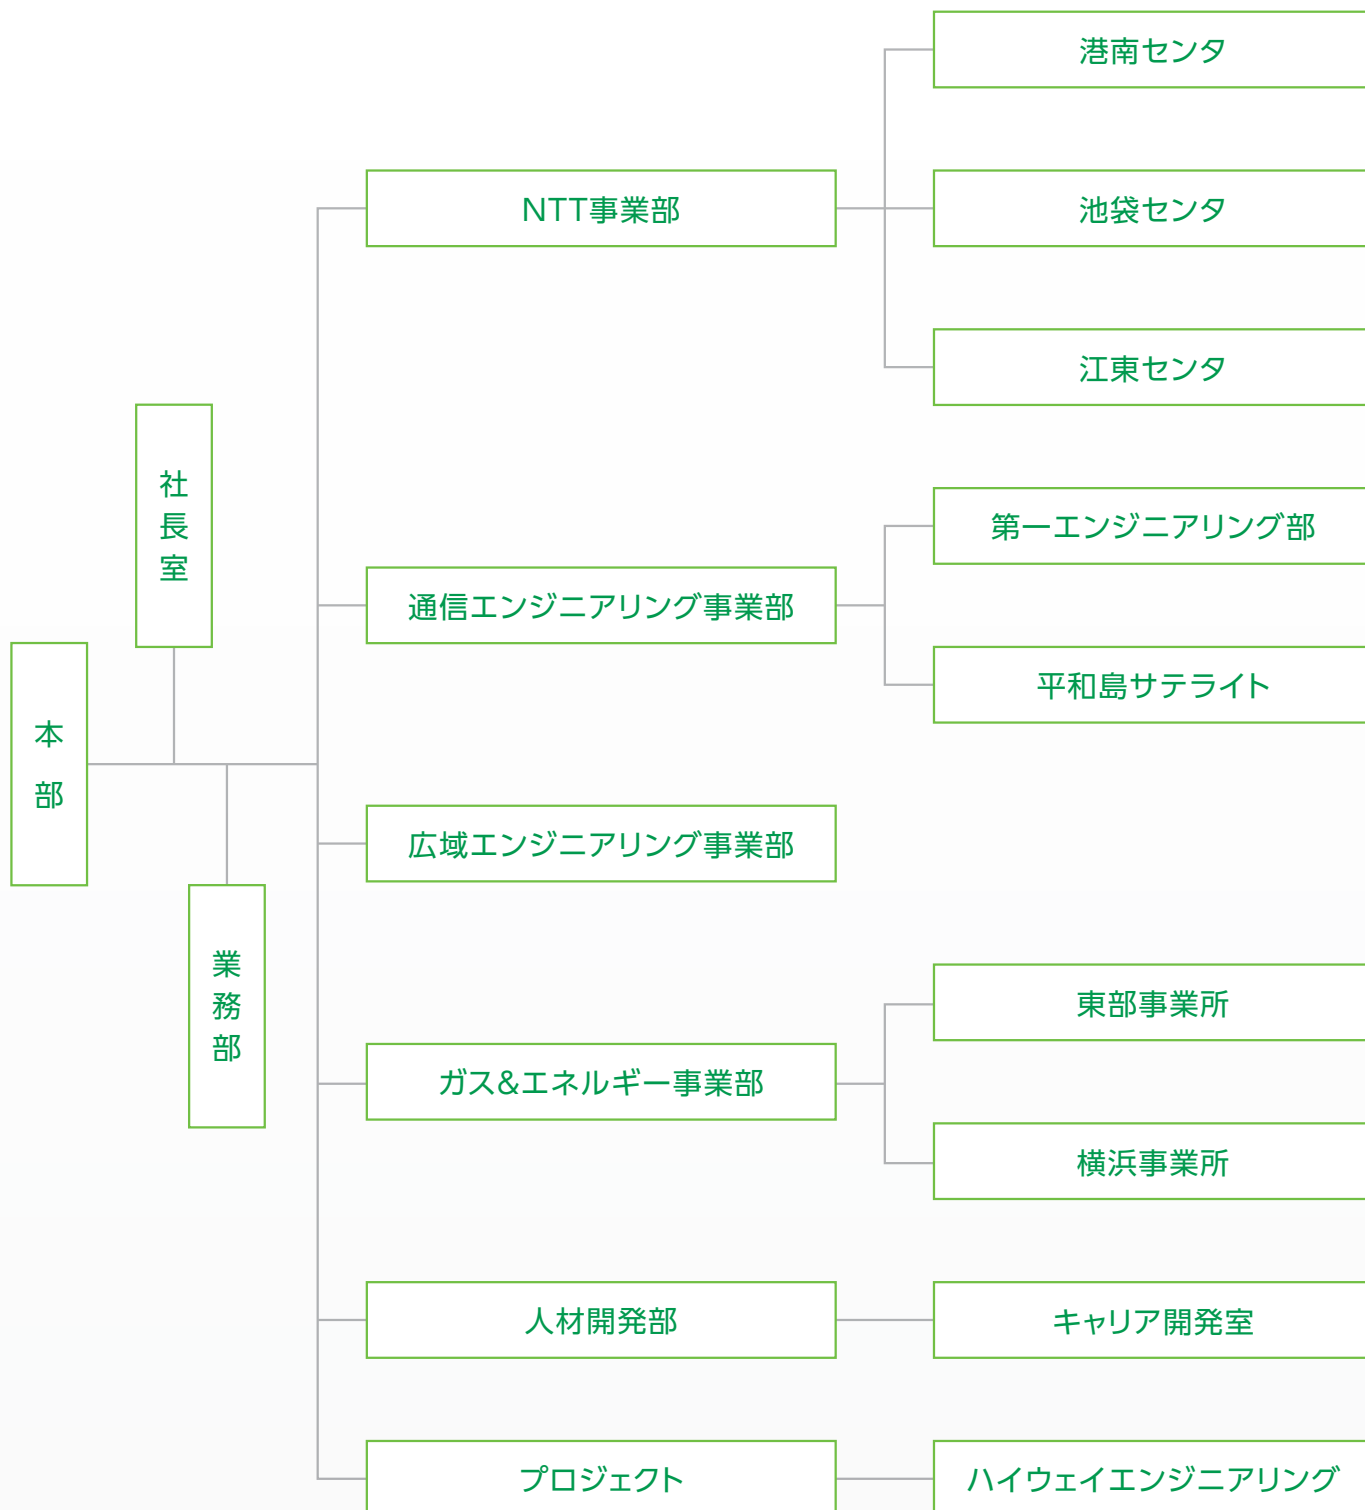 本部
社長室
業務部
NTT事業部
港南センタ
池袋センタ
江東センタ
通信エンジニアリング事業部
第一エンジニアリング部
平和島サテライト
広域エンジニアリング事業部
ガス&エネルギー事業部
東部事業所
横浜事業所
人材開発部
キャリア開発室
プロジェクト
ハイウェイエンジニアリング